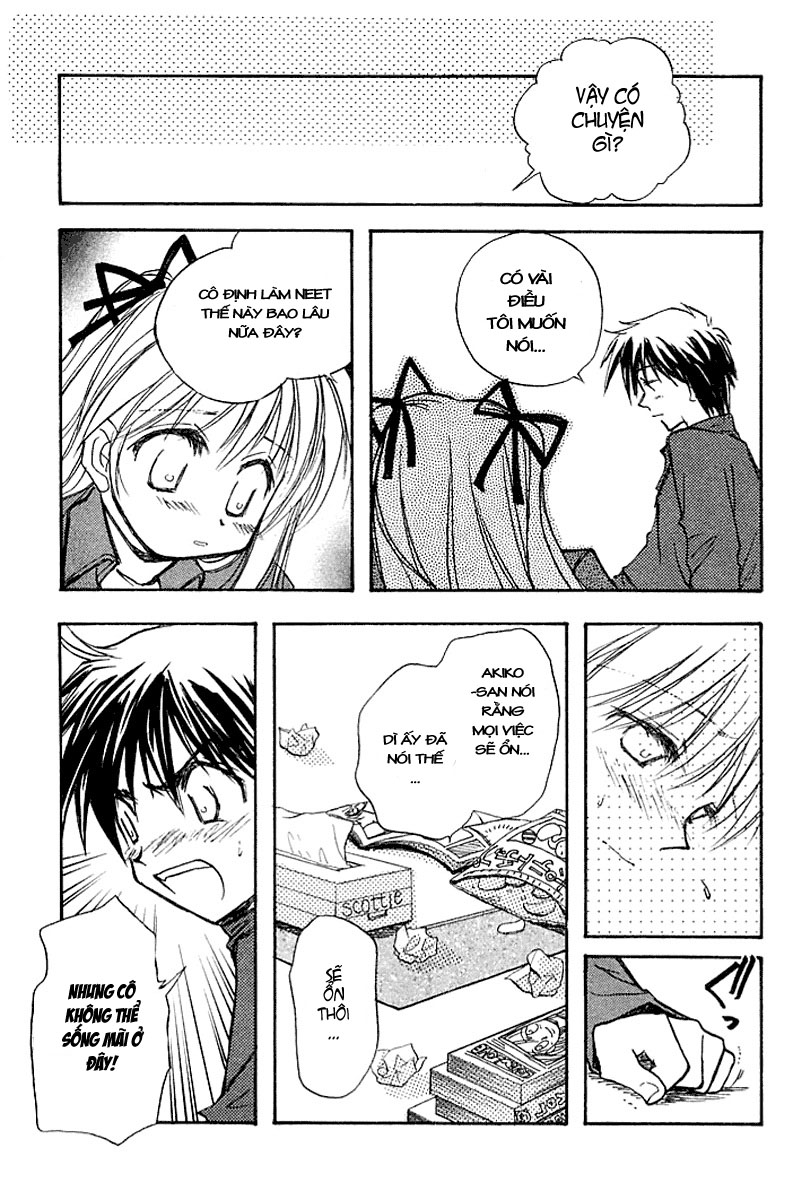 VẬY CÓ
CHUYỆN
GÌ?
CÓ VÀI
ĐIỀU
TÔI MUỐN
NÓI...
CÔ ĐỊNH LÀM NEET
THẾ NÀY BAO LÂU
NỮA ĐÂY?
AKIKO
-SAN NÓI
RẰNG
MỌI VIỆC
SẼ ỔN...
DÌ ẤY ĐÃ
NÓI THẾ
...
scottie
SẼ
ỔN
THÔI
...
NHƯNG CÔ
KHÔNG THỂ
SỐNG MÃI Ở
ĐÂY!